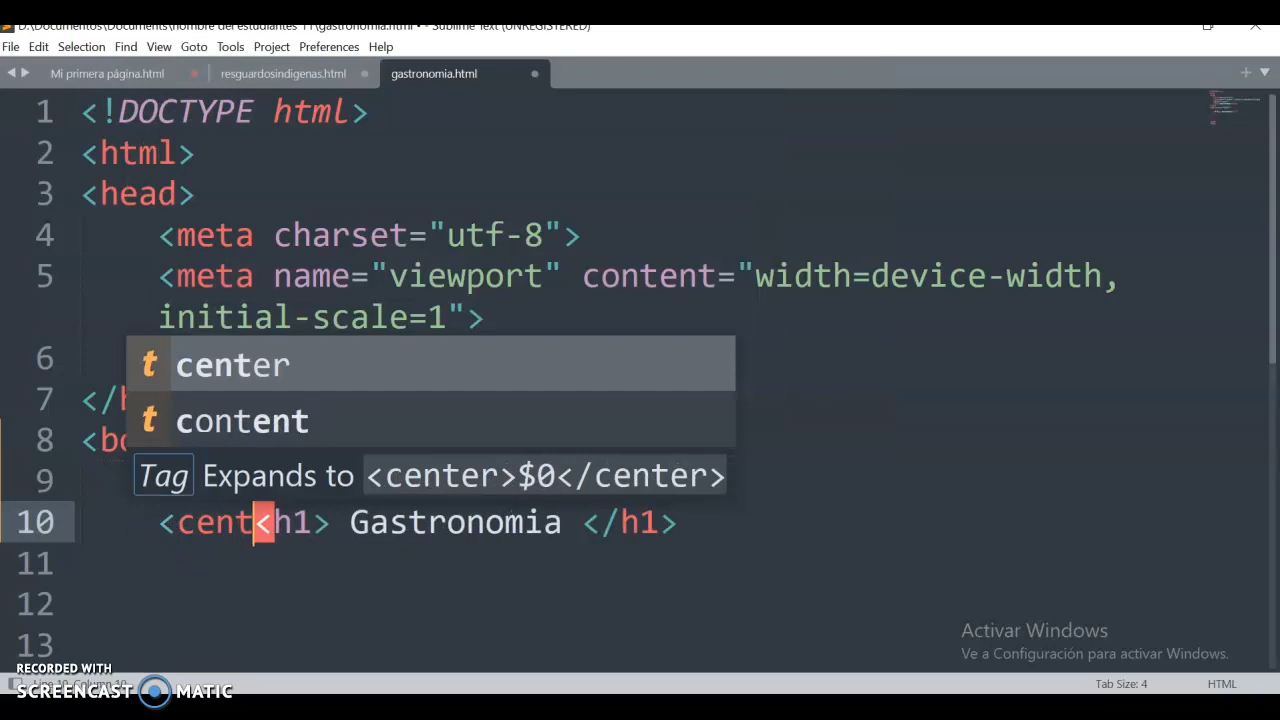 D:\Documentos\Documents\nombre del estudiantes 11\gastronomia.html • - Sublime Text (UNREGISTERED)
File Edit Selection Find View Goto Tools Project Preferences Help
Mi primera página.html resguardosindigenas.html gastronomia.html
1 <!DOCTYPE html>
2 <html>
3 <head>
4 <meta charset="utf-8">
5 <meta name="viewport" content="width=device-width,
initial-scale=1">
6
t center
7 </h
t content
8 <bo
Tag Expands to <center>$0</center>
9
10 <cent<h1> Gastronomia </h1>
11
12
13
Activar Windows
Ve a Configuración para activar Windows.
RECORDED WITH
SCREENCAST MATIC
Line 10, Column 10
Tab Size: 4 HTML